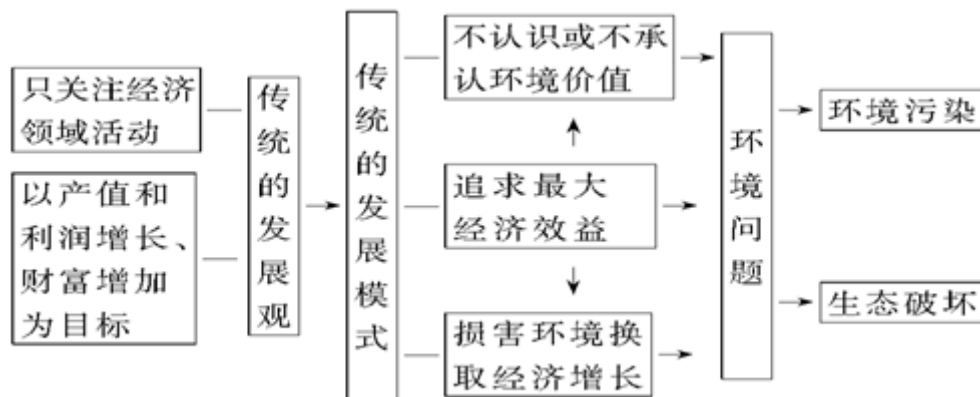 只关注经济
领域活动
以产值和
利润增长、
财富增加
为目标
传统的发展观
传统的发展模式
不认识或不承
认环境价值
追求最大
经济效益
损害环境换
取经济增长
环境问题
环境污染
生态破坏